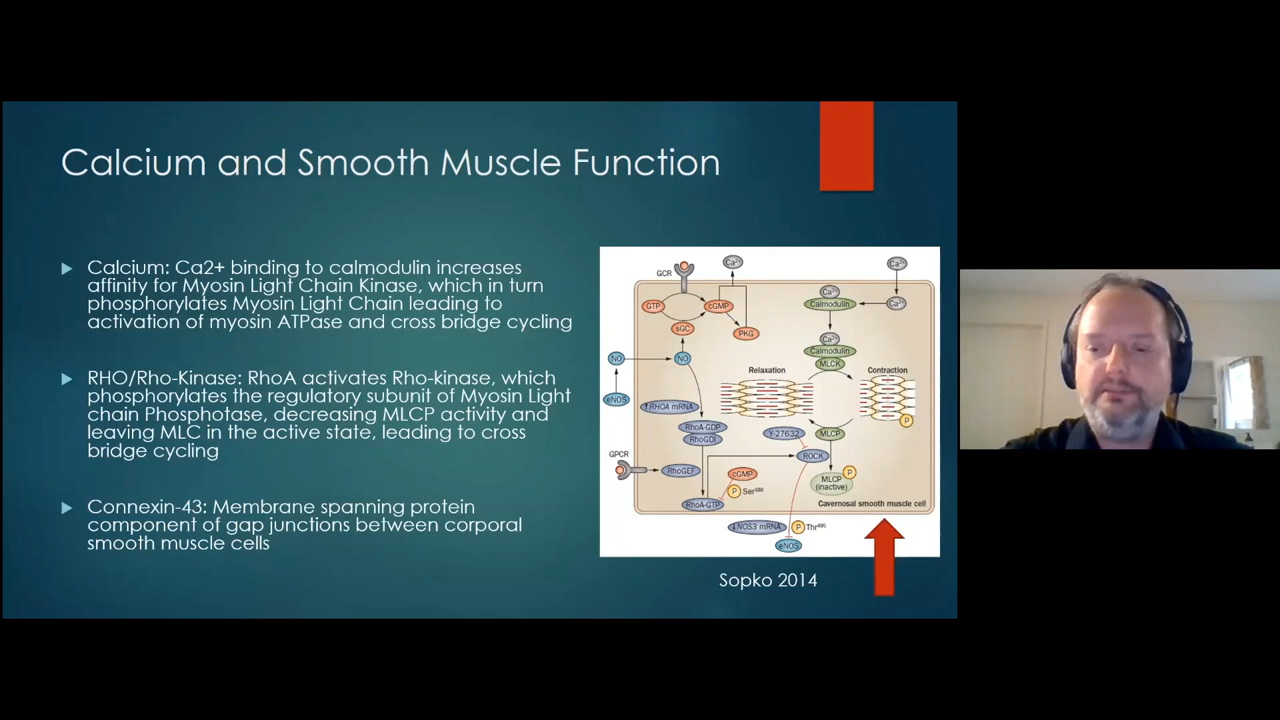 Calcium and Smooth Muscle Function
Calcium: Ca2+ binding to calmodulin increases
affinity for Myosin Light Chain Kinase, which in turn
phosphorylates Myosin Light Chain leading to
activation of myosin ATPase and cross bridge cycling
RHO/Rho-Kinase: RhoA activates Rho-kinase, which
phosphorylates the regulatory subunit of Myosin Light
chain Phosphotase, decreasing MLCP activity and
leaving MLC in the active state, leading to cross
bridge cycling
Connexin-43: Membrane spanning protein
component of gap junctions between corporal
smooth muscle cells
GCR
Ca2+
Ca2+
GTP
cGMP
sGC
PKG
Ca2+
Calmodulin
Ca2+
Ca2+
Calmodulin
MLCK
NO
NO
eNOS
Relaxation
Contraction
P
↑RHOA mRNA
RhoA-GDP
RhoGDI
Y-27632
MLCP
ROCK
GPCR
RhoGEF
cGMP
P
P
MLCP
(inactive)
RhoA-GTP
Cavernosal smooth muscle cell
↓NOS3 mRNA
P
eNOS
Sopko 2014